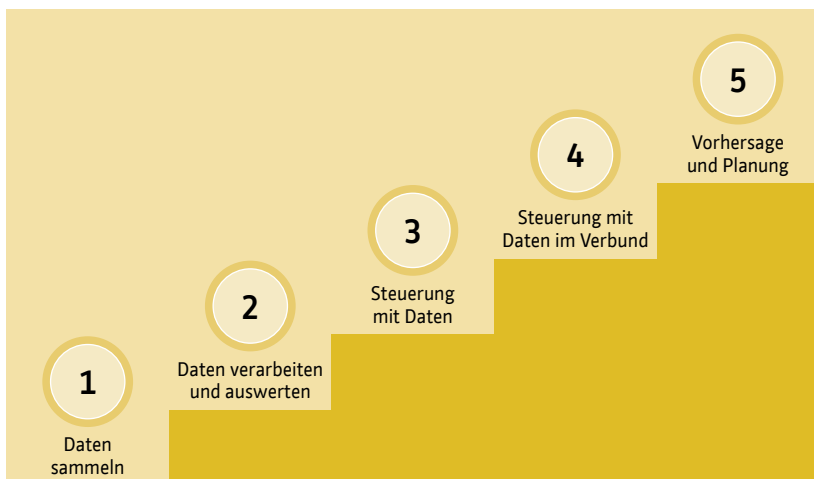 1
Daten
sammeln
2
Daten verarbeiten
und auswerten
3
Steuerung
mit Daten
4
Steuerung mit
Daten im Verbund
5
Vorhersage
und Planung